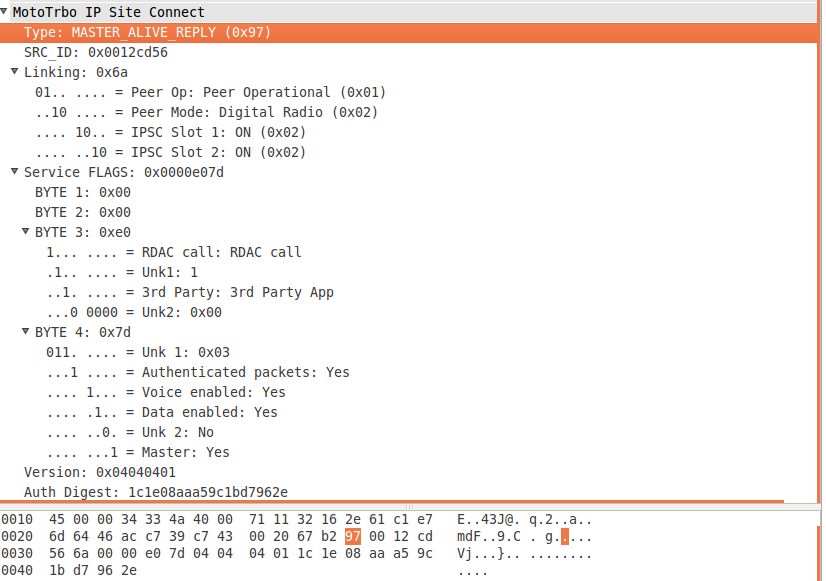 MotoTrbo IP Site Connect
Type: MASTER_ALIVE_REPLY (0x97)
SRC_ID: 0x0012cd56
Linking: 0x6a
01.. .... = Peer Op: Peer Operational (0x01)
..10 .... = Peer Mode: Digital Radio (0x02)
.... 10.. = IPSC Slot 1: ON (0x02)
.... ..10 = IPSC Slot 2: ON (0x02)
Service FLAGS: 0x0000e07d
BYTE 1: 0x00
BYTE 2: 0x00
BYTE 3: 0xe0
1... .... = RDAC call: RDAC call
.1.. .... = Unk1: 1
..1. .... = 3rd Party: 3rd Party App
...0 0000 = Unk2: 0x00
BYTE 4: 0x7d
011. .... = Unk 1: 0x03
...1 .... = Authenticated packets: Yes
.... 1... = Voice enabled: Yes
.... .1.. = Data enabled: Yes
.... ..0. = Unk 2: No
.... ...1 = Master: Yes
Version: 0x04040401
Auth Digest: 1c1e08aaa59c1bd7962e
0010 45 00 00 34 33 4a 40 00 71 11 32 16 2e 61 c1 e7 E..43J@. q.2..a..
0020 6d 64 46 ac c7 39 c7 43 00 20 67 b2 97 00 12 cd mdF..9.C . g.....
0030 56 6a 00 00 e0 7d 04 04 04 01 1c 1e 08 aa a5 9c Vj...}.. ........
0040 1b d7 96 2e ....